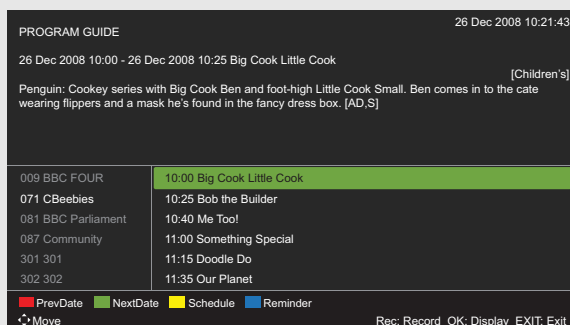 PROGRAM GUIDE
26 Dec 2008 10:21:43
26 Dec 2008 10:00 - 26 Dec 2008 10:25 Big Cook Little Cook
[Children's]
Penguin: Cookey series with Big Cook Ben and foot-high Little Cook Small. Ben comes in to the cate
wearing flippers and a mask he's found in the fancy dress box. [AD,S]
009 BBC FOUR 10:00 Big Cook Little Cook
071 CBeebies 10:25 Bob the Builder
081 BBC Parliament 10:40 Me Too!
087 Community 11:00 Something Special
301 301 11:15 Doodle Do
302 302 11:35 Our Planet
PrevDate NextDate Schedule Reminder
Move Rec: Record OK: Display EXIT: Exit